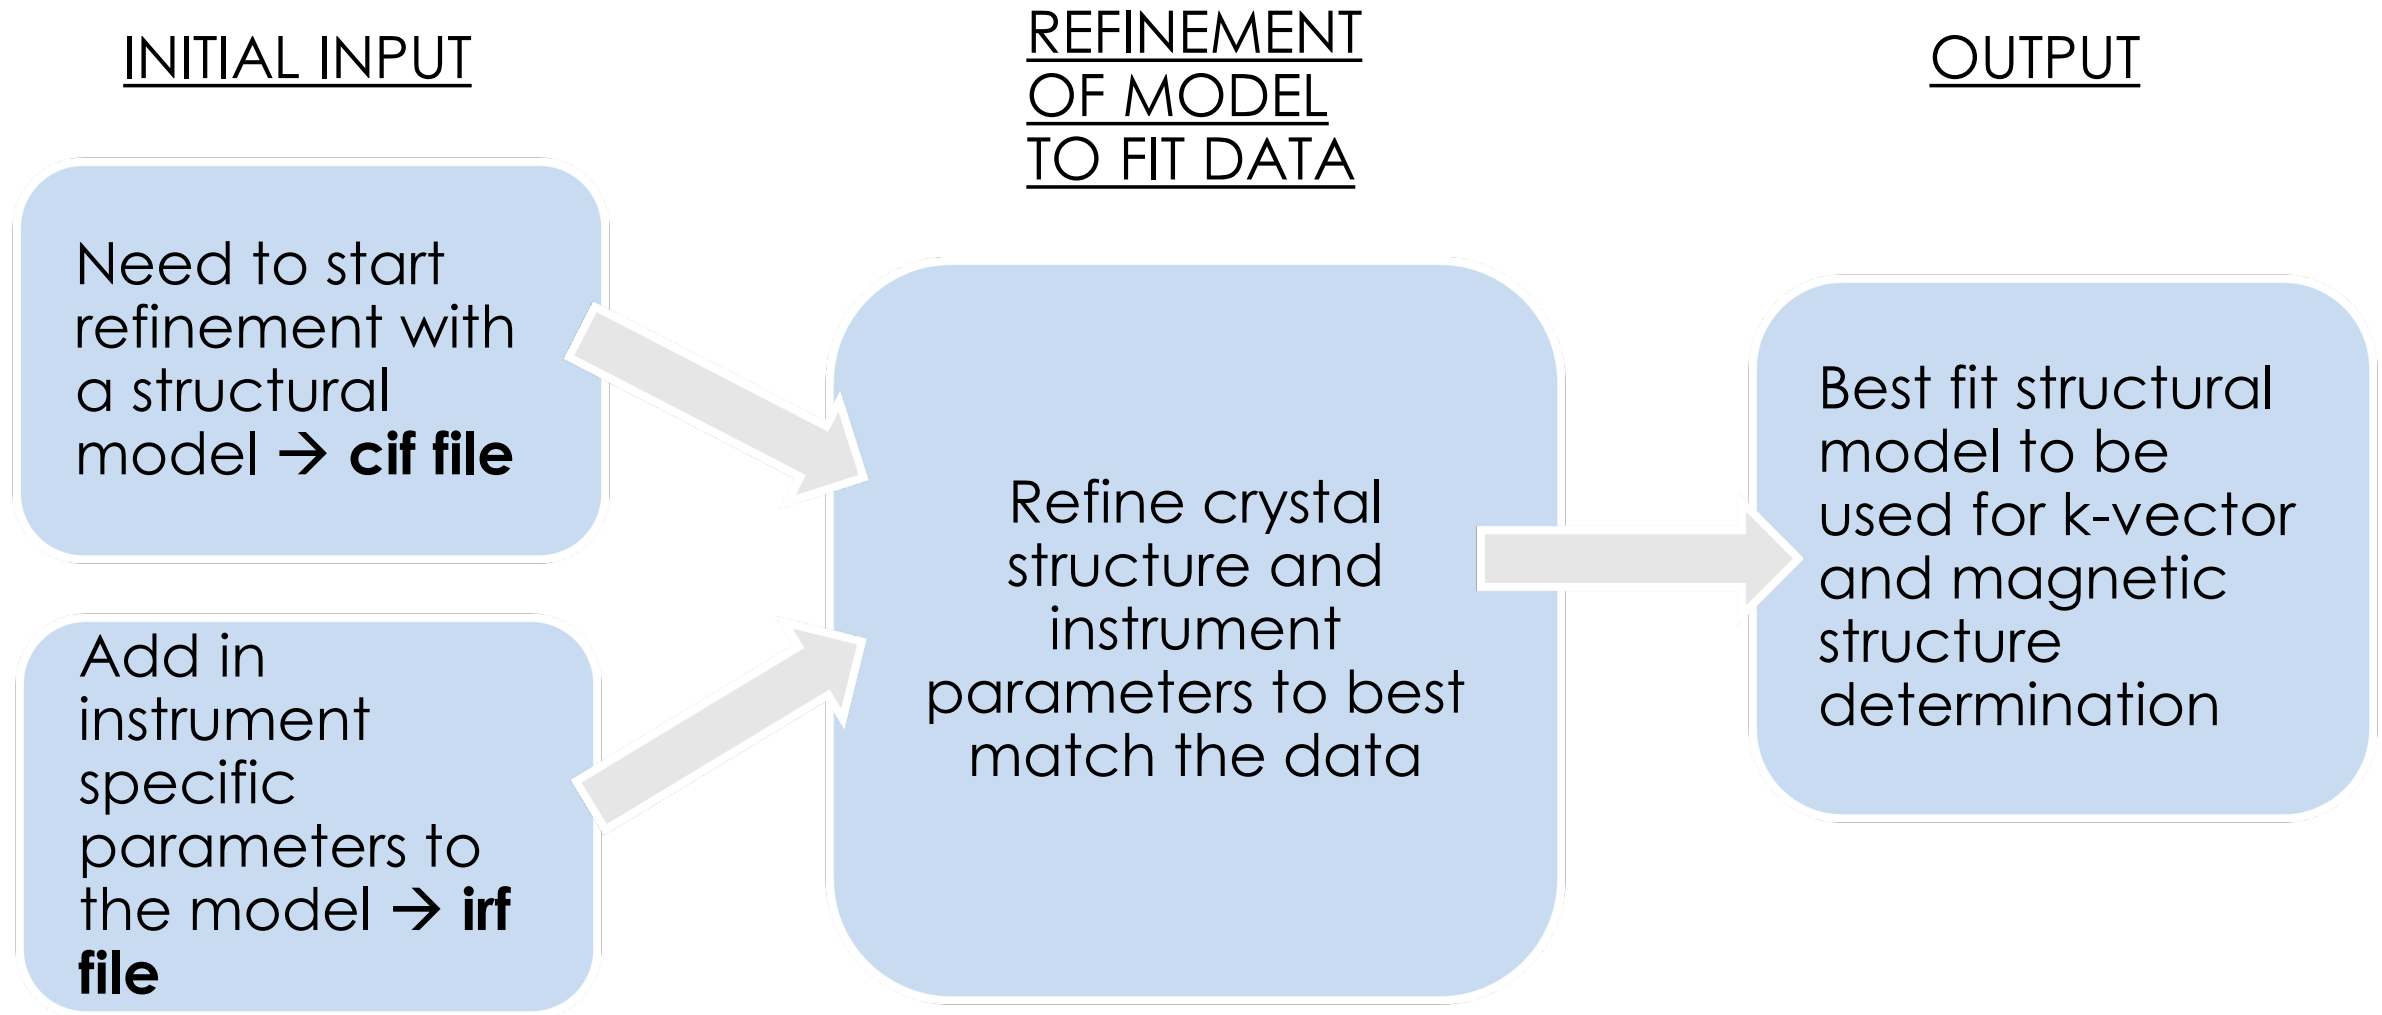 INITIAL INPUT
Need to start
refinement with
a structural
model → cif file
Add in
instrument
specific
parameters to
the model → irf
file
REFINEMENT
OF MODEL
TO FIT DATA
Refine crystal
structure and
instrument
parameters to best
match the data
OUTPUT
Best fit structural
model to be
used for k-vector
and magnetic
structure
determination